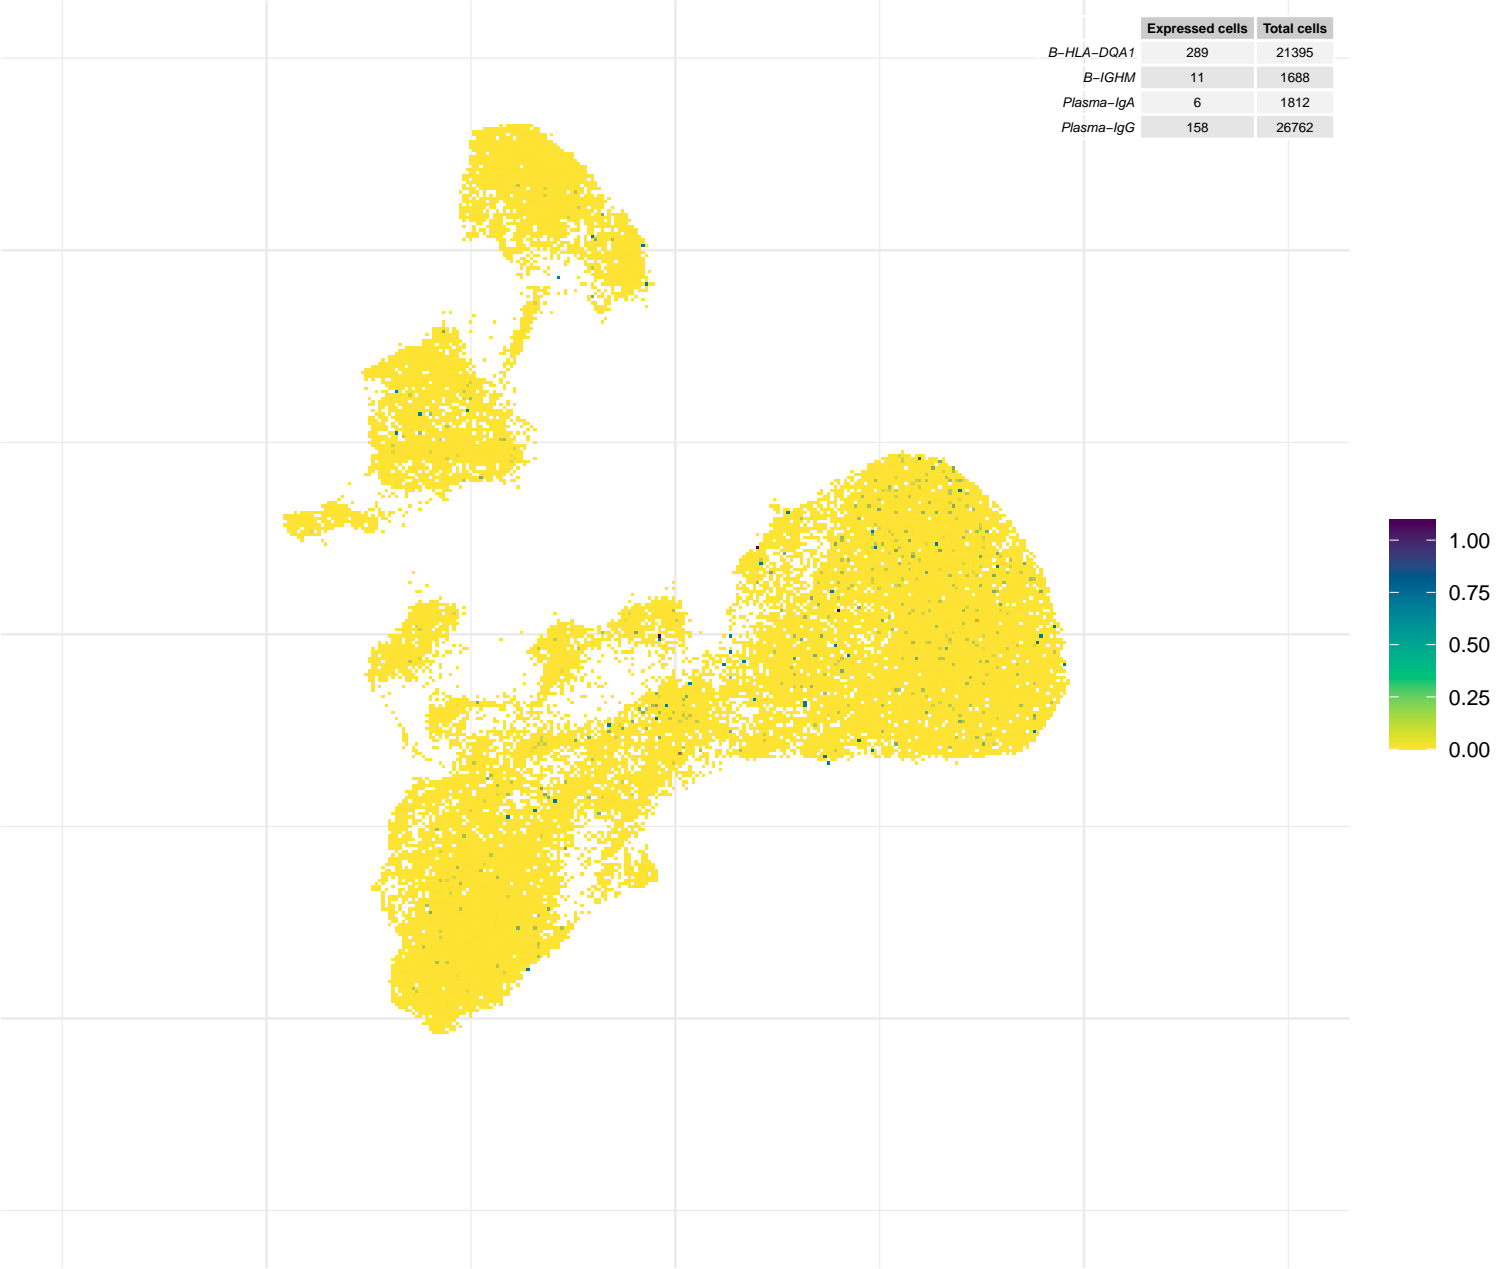 Expressed cells Total cells
B−HLA−DQA1 289 21395
B−IGHM 11 1688
Plasma−IgA 6 1812
Plasma−IgG 158 26762
1.00
0.75
0.50
0.25
0.00